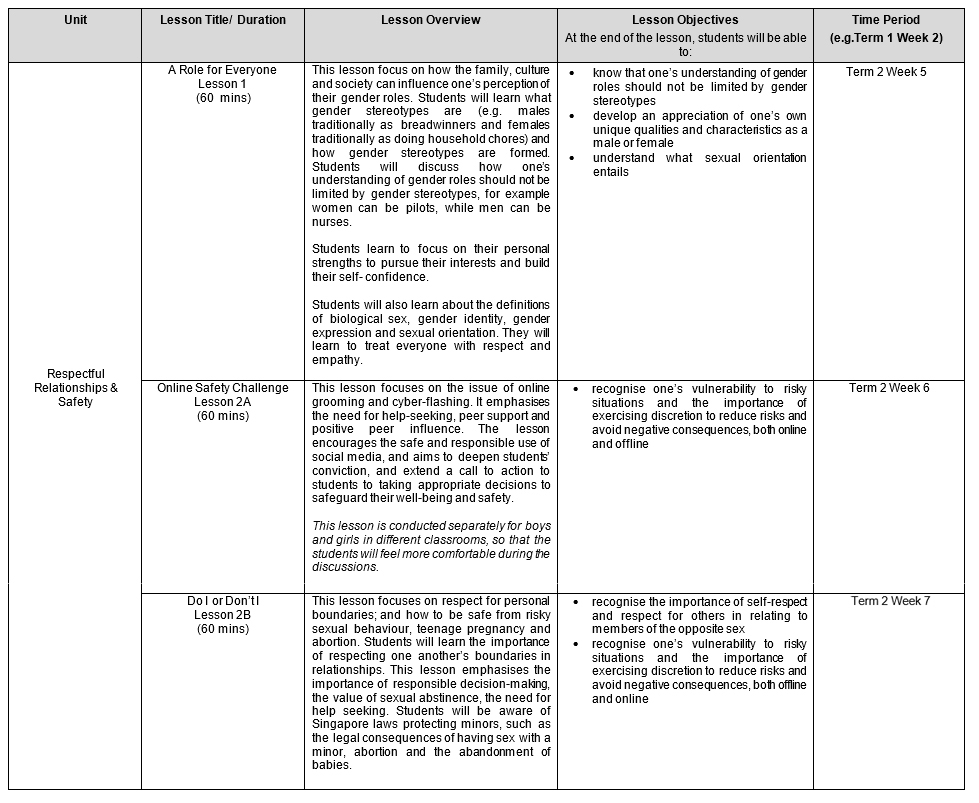 Unit
Lesson Title/ Duration
Lesson Overview
Lesson Objectives
At the end of the lesson, students will be able
to:
Time Period
(e.g.Term 1 Week 2)
Respectful
Relationships &
Safety
A Role for Everyone
Lesson 1
(60 mins)
This lesson focus on how the family, culture
and society can influence one's perception
of their gender roles. Students will learn what
gender stereotypes are (e.g. males
traditionally as breadwinners and females
traditionally as doing household chores) and
how gender stereotypes are formed.
Students will discuss how one's
understanding of gender roles should not be
limited by gender stereotypes, for example
women can be pilots, while men can be
nurses.
Students learn to focus on their personal
strengths to pursue their interests and build
their self- confidence.
Students will also learn about the definitions
of biological sex, gender identity, gender
expression and sexual orientation. They will
learn to treat everyone with respect and
empathy.
• know that one's understanding of gender
roles should not be limited by gender
stereotypes
• develop an appreciation of one's own
unique qualities and characteristics as a
male or female
• understand what sexual orientation
entails
Term 2 Week 5
Online Safety Challenge
Lesson 2A
(60 mins)
This lesson focuses on the issue of online
grooming and cyber-flashing. It emphasises
the need for help-seeking, peer support and
positive peer influence. The lesson
encourages the safe and responsible use of
social media, and aims to deepen students'
conviction, and extend a call to action to
students to taking appropriate decisions to
safeguard their well-being and safety.
This lesson is conducted separately for boys
and girls in different classrooms, so that the
students will feel more comfortable during the
discussions.
• recognise one's vulnerability to risky
situations and the importance of
exercising discretion to reduce risks and
avoid negative consequences, both online
and offline
Term 2 Week 6
Do I or Don't I
Lesson 2B
(60 mins)
This lesson focuses on respect for personal
boundaries; and how to be safe from risky
sexual behaviour, teenage pregnancy and
abortion. Students will learn the importance
of respecting one another's boundaries in
relationships. This lesson emphasises the
importance of responsible decision-making,
the value of sexual abstinence, the need for
help seeking. Students will be aware of
Singapore laws protecting minors, such as
the legal consequences of having sex with a
minor, abortion and the abandonment of
babies.
• recognise the importance of self-respect
and respect for others in relating to
members of the opposite sex
• recognise one's vulnerability to risky
situations and the importance of
exercising discretion to reduce risks and
avoid negative consequences, both offline
and online
Term 2 Week 7